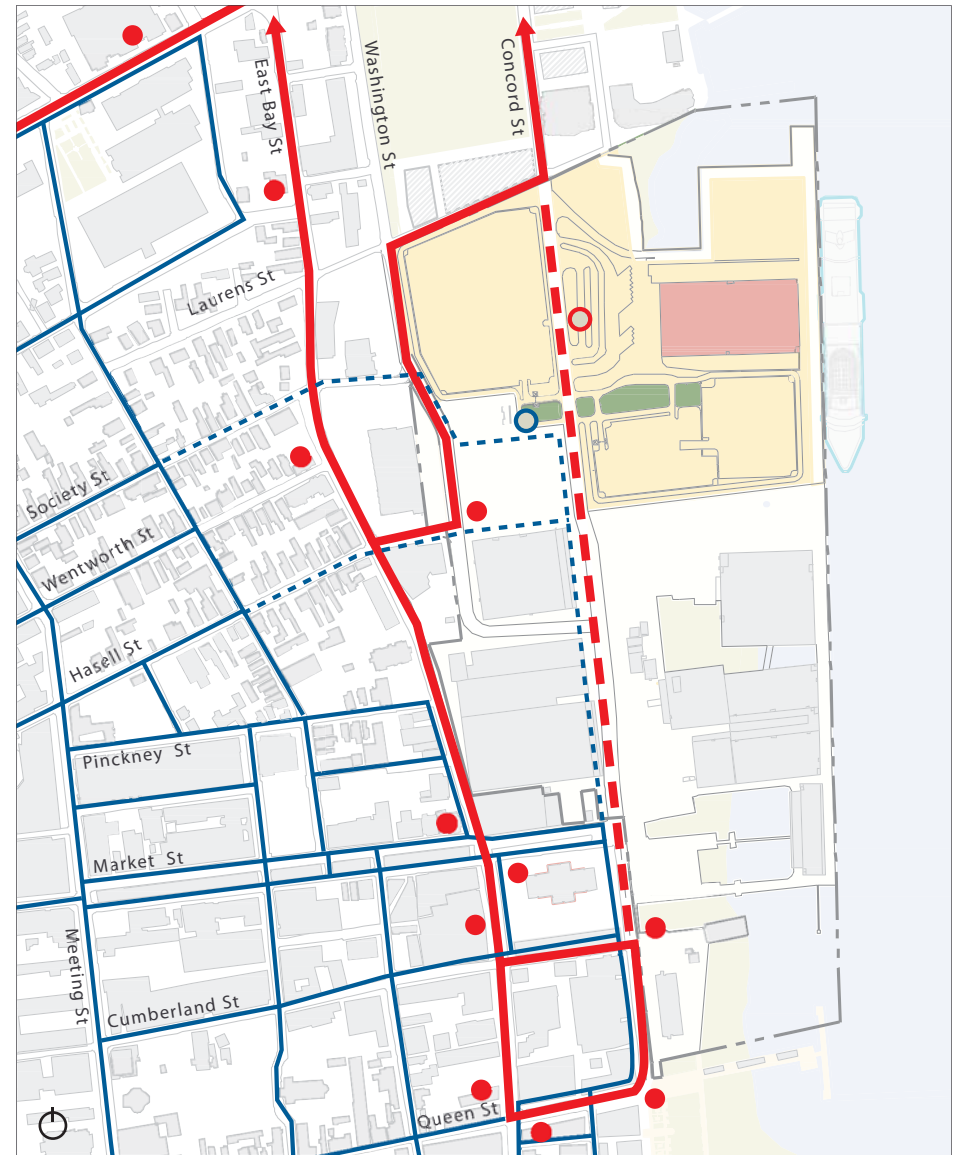 East Bay St
Washington St
Concord St
Laurens St
Society St
Wentworth St
Hasell St
Pinckney St
Market St
Meeting St
Cumberland St
Queen St